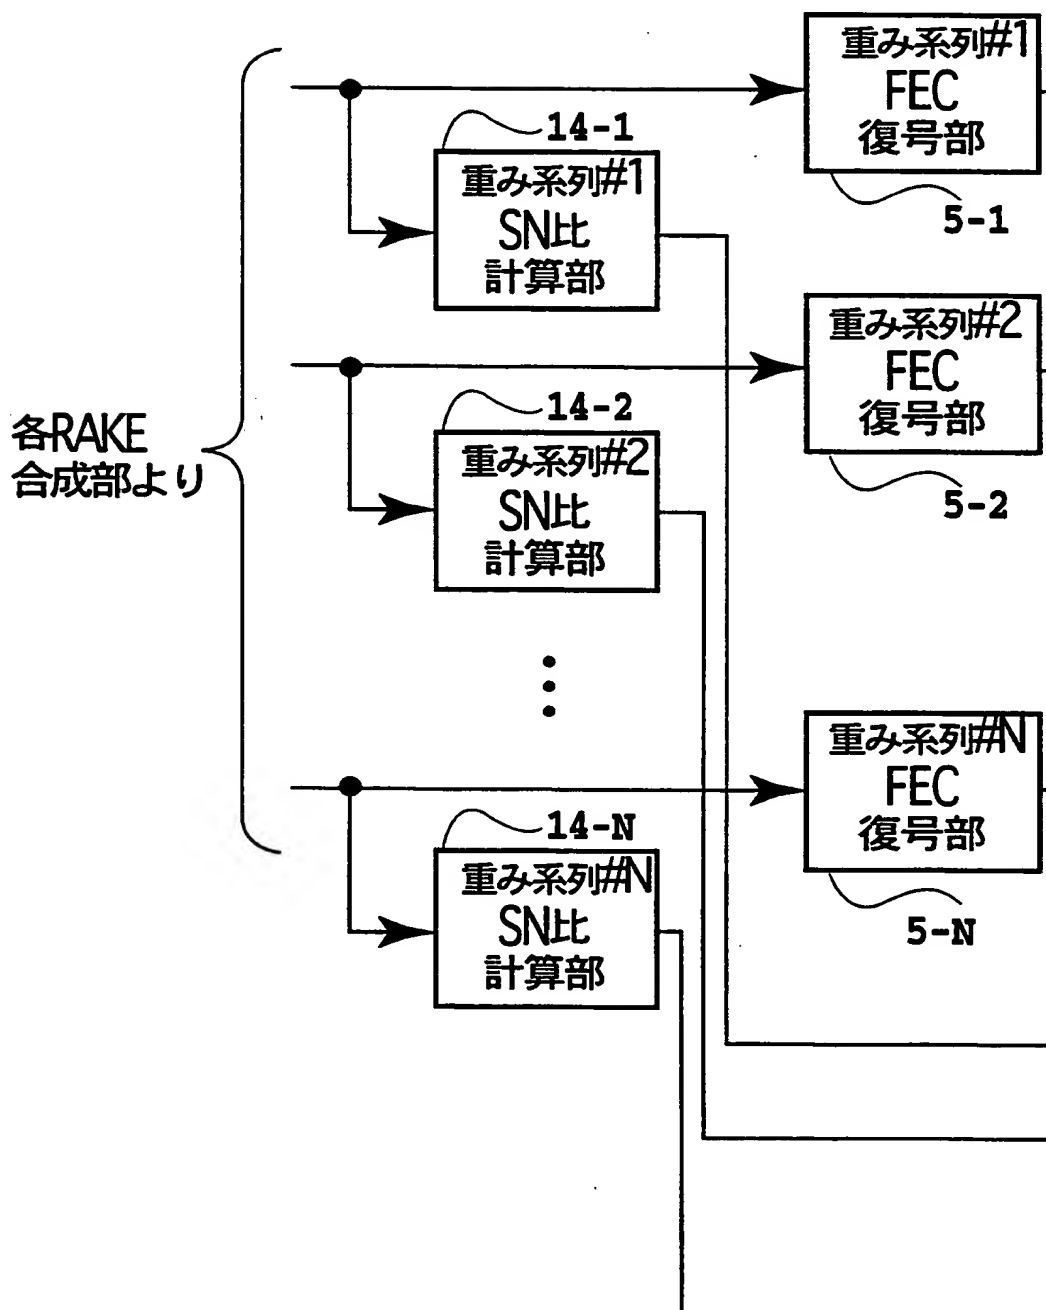 重み系列#1
FEC
復号部
5-1
14-1
重み系列#1
SN比
計算部
重み系列#2
FEC
復号部
5-2
14-2
重み系列#2
SN比
計算部
各RAKE
合成部より
重み系列#N
FEC
復号部
5-N
14-N
重み系列#N
SN比
計算部